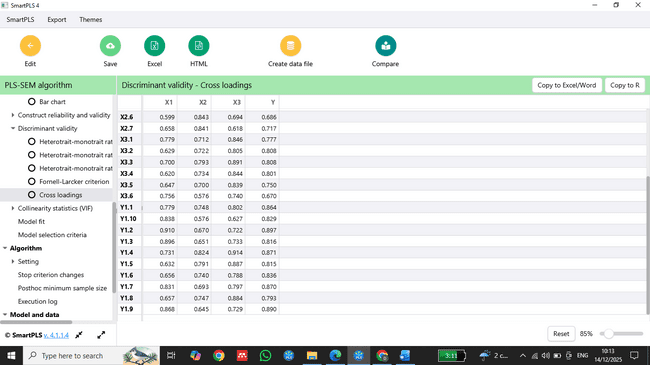 SmartPLS 4
SmartPLS Export Themes
Edit Save Excel HTML Create data file Compare
PLS-SEM algorithm
Bar chart
Construct reliability and validity
Discriminant validity
Heterotrait-monotrait rat
Heterotrait-monotrait rat
Heterotrait-monotrait rat
Fornell-Larcker criterion
Cross loadings
Collinearity statistics (VIF)
Model fit
Model selection criteria
Algorithm
Setting
Stop criterion changes
Posthoc minimum sample size
Execution log
Model and data
© SmartPLS v. 4.1.1.4
Discriminant validity - Cross loadings Copy to Excel/Word Copy to R
X1 X2 X3 Y
X2.6 0.599 0.843 0.694 0.686
X2.7 0.658 0.841 0.618 0.717
X3.1 0.779 0.712 0.846 0.777
X3.2 0.629 0.722 0.805 0.808
X3.3 0.700 0.793 0.891 0.808
X3.4 0.620 0.734 0.844 0.801
X3.5 0.647 0.700 0.839 0.750
X3.6 0.756 0.576 0.740 0.670
Y1.1 0.779 0.748 0.802 0.864
Y1.10 0.838 0.576 0.627 0.829
Y1.2 0.910 0.670 0.722 0.897
Y1.3 0.896 0.651 0.733 0.816
Y1.4 0.731 0.824 0.914 0.871
Y1.5 0.632 0.791 0.887 0.815
Y1.6 0.656 0.740 0.788 0.836
Y1.7 0.831 0.693 0.797 0.870
Y1.8 0.657 0.747 0.884 0.793
Y1.9 0.868 0.645 0.729 0.890
Reset 85%
Type here to search
3:11
2 c...
ENG
10:13
14/12/2025